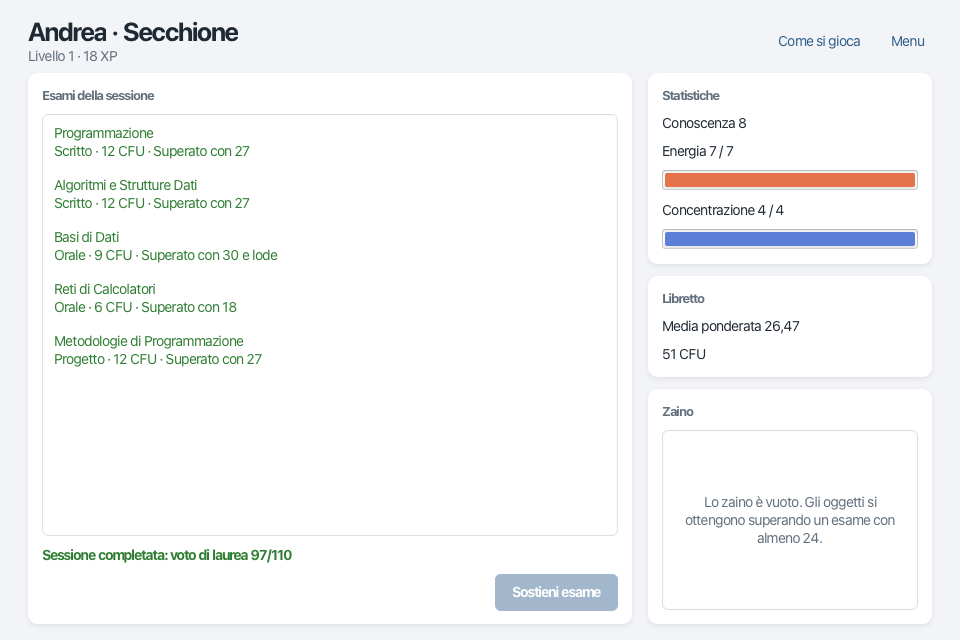 Andrea · Secchione
Livello 1 · 18 XP
Come si gioca
Menu
Esami della sessione
Programmazione
Scritto · 12 CFU · Superato con 27
Algoritmi e Strutture Dati
Scritto · 12 CFU · Superato con 27
Basi di Dati
Orale · 9 CFU · Superato con 30 e lode
Reti di Calcolatori
Orale · 6 CFU · Superato con 18
Metodologie di Programmazione
Progetto · 12 CFU · Superato con 27
Sessione completata: voto di laurea 97/110
Sostieni esame
Statistiche
Conoscenza 8
Energia 7 / 7
Concentrazione 4 / 4
Libretto
Media ponderata 26,47
51 CFU
Zaino
Lo zaino è vuoto. Gli oggetti si
ottengono superando un esame con
almeno 24.